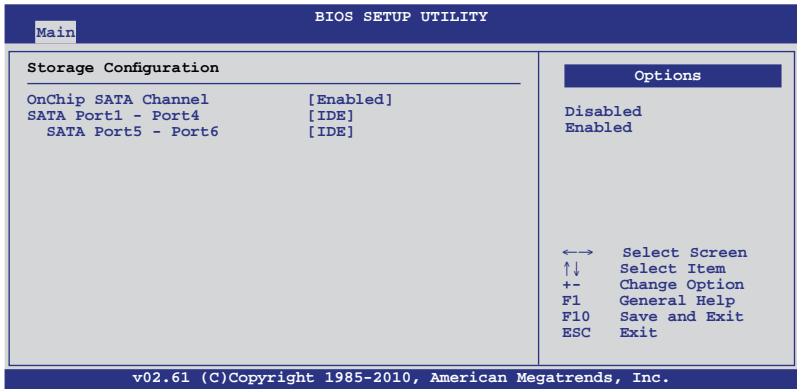 BIOS SETUP UTILITY
Main
Storage Configuration
OnChip SATA Channel [Enabled]
SATA Port1 - Port4 [IDE]
SATA Port5 - Port6 [IDE]
Options
Disabled
Enabled
←→ Select Screen
↑↓ Select Item
+- Change Option
F1 General Help
F10 Save and Exit
ESC Exit
v02.61 (C)Copyright 1985-2010, American Megatrends, Inc.